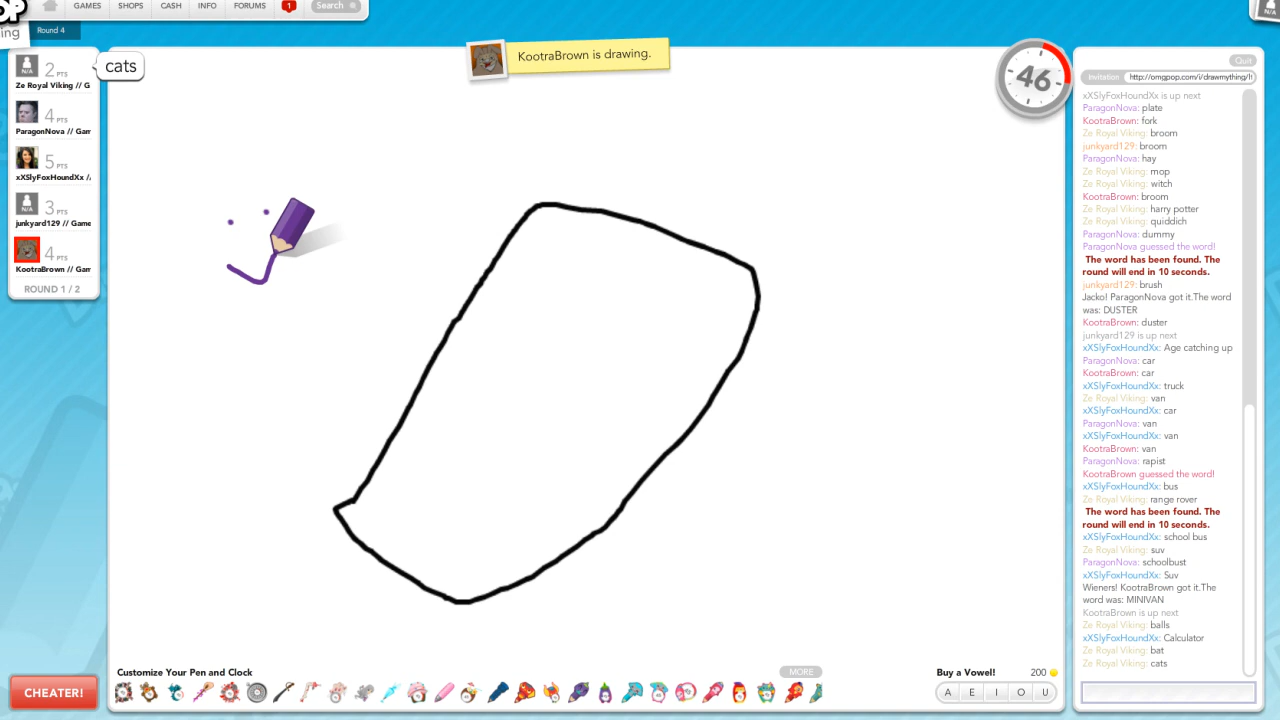 OP
GAMES SHOPS CASH INFO FORUMS 1 Search
ing Round 4
2 PTS
Ze Royal Viking // G
cats
4 PTS
ParagonNova // Gam
5 PTS
xXSlyFoxHoundXx //
3 PTS
junkyard129 // Game
4 PTS
KootraBrown // Gam
ROUND 1 / 2
KootraBrown is drawing.
46
N/A
Quit
Invitation http://omgpop.com/i/drawmything/1
xXSlyFoxHoundXx is up next
ParagonNova: plate
KootraBrown: fork
Ze Royal Viking: broom
junkyard129: broom
ParagonNova: hay
Ze Royal Viking: mop
Ze Royal Viking: witch
KootraBrown: broom
Ze Royal Viking: harry potter
Ze Royal Viking: quiddich
ParagonNova: dummy
ParagonNova guessed the word!
The word has been found. The
round will end in 10 seconds.
junkyard129: brush
Jacko! ParagonNova got it.The word
was: DUSTER
KootraBrown: duster
junkyard129 is up next
xXSlyFoxHoundXx: Age catching up
ParagonNova: car
KootraBrown: car
xXSlyFoxHoundXx: truck
Ze Royal Viking: van
xXSlyFoxHoundXx: car
ParagonNova: van
xXSlyFoxHoundXx: van
KootraBrown: van
ParagonNova: rapist
KootraBrown guessed the word!
xXSlyFoxHoundXx: bus
Ze Royal Viking: range rover
The word has been found. The
round will end in 10 seconds.
xXSlyFoxHoundXx: school bus
Ze Royal Viking: suv
ParagonNova: schoolbust
xXSlyFoxHoundXx: Suv
Wieners! KootraBrown got it.The
word was: MINIVAN
KootraBrown is up next
Ze Royal Viking: balls
xXSlyFoxHoundXx: Calculator
Ze Royal Viking: bat
Ze Royal Viking: cats
Customize Your Pen and Clock MORE
Buy a Vowel! 200
A E I O U
CHEATER!